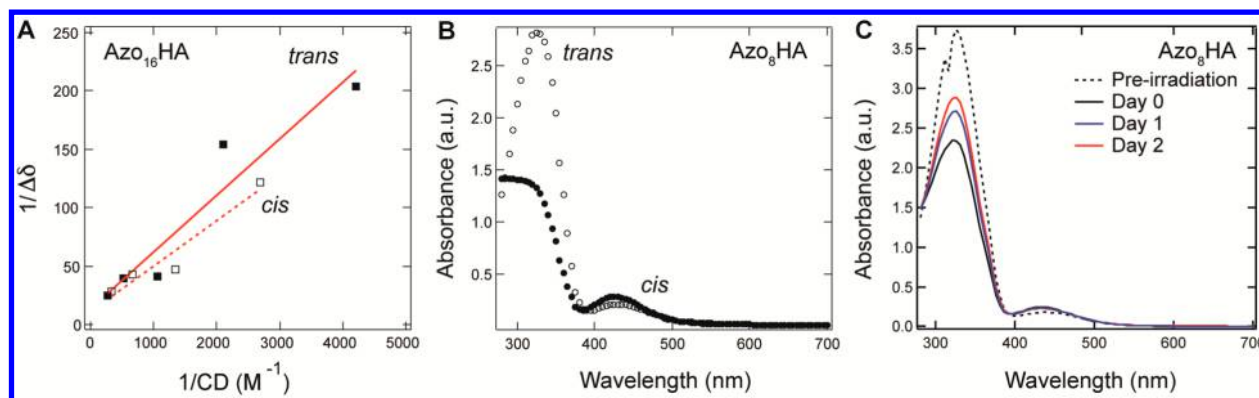 A
Azo₁₆HA
trans
cis
250
200
150
100
50
0
1/Δδ
0
1000
2000
3000
4000
5000
1/CD (M⁻¹)
B
Azo₈HA
trans
cis
2.5
2.0
1.5
1.0
0.5
Absorbance (a.u.)
300
400
500
600
700
Wavelength (nm)
C
Azo₈HA
Pre-irradiation
Day 0
Day 1
Day 2
3.5
3.0
2.5
2.0
1.5
1.0
0.5
0.0
Absorbance (a.u.)
300
400
500
600
700
Wavelength (nm)